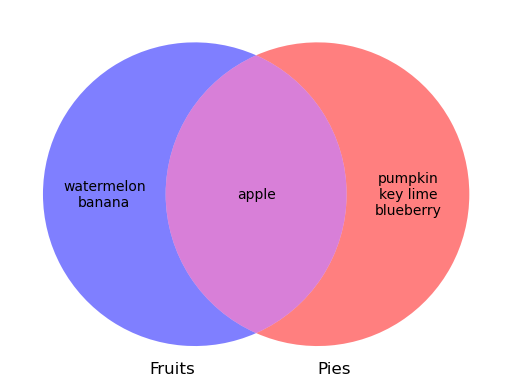 watermelon
banana
apple
pumpkin
key lime
blueberry
Fruits
Pies